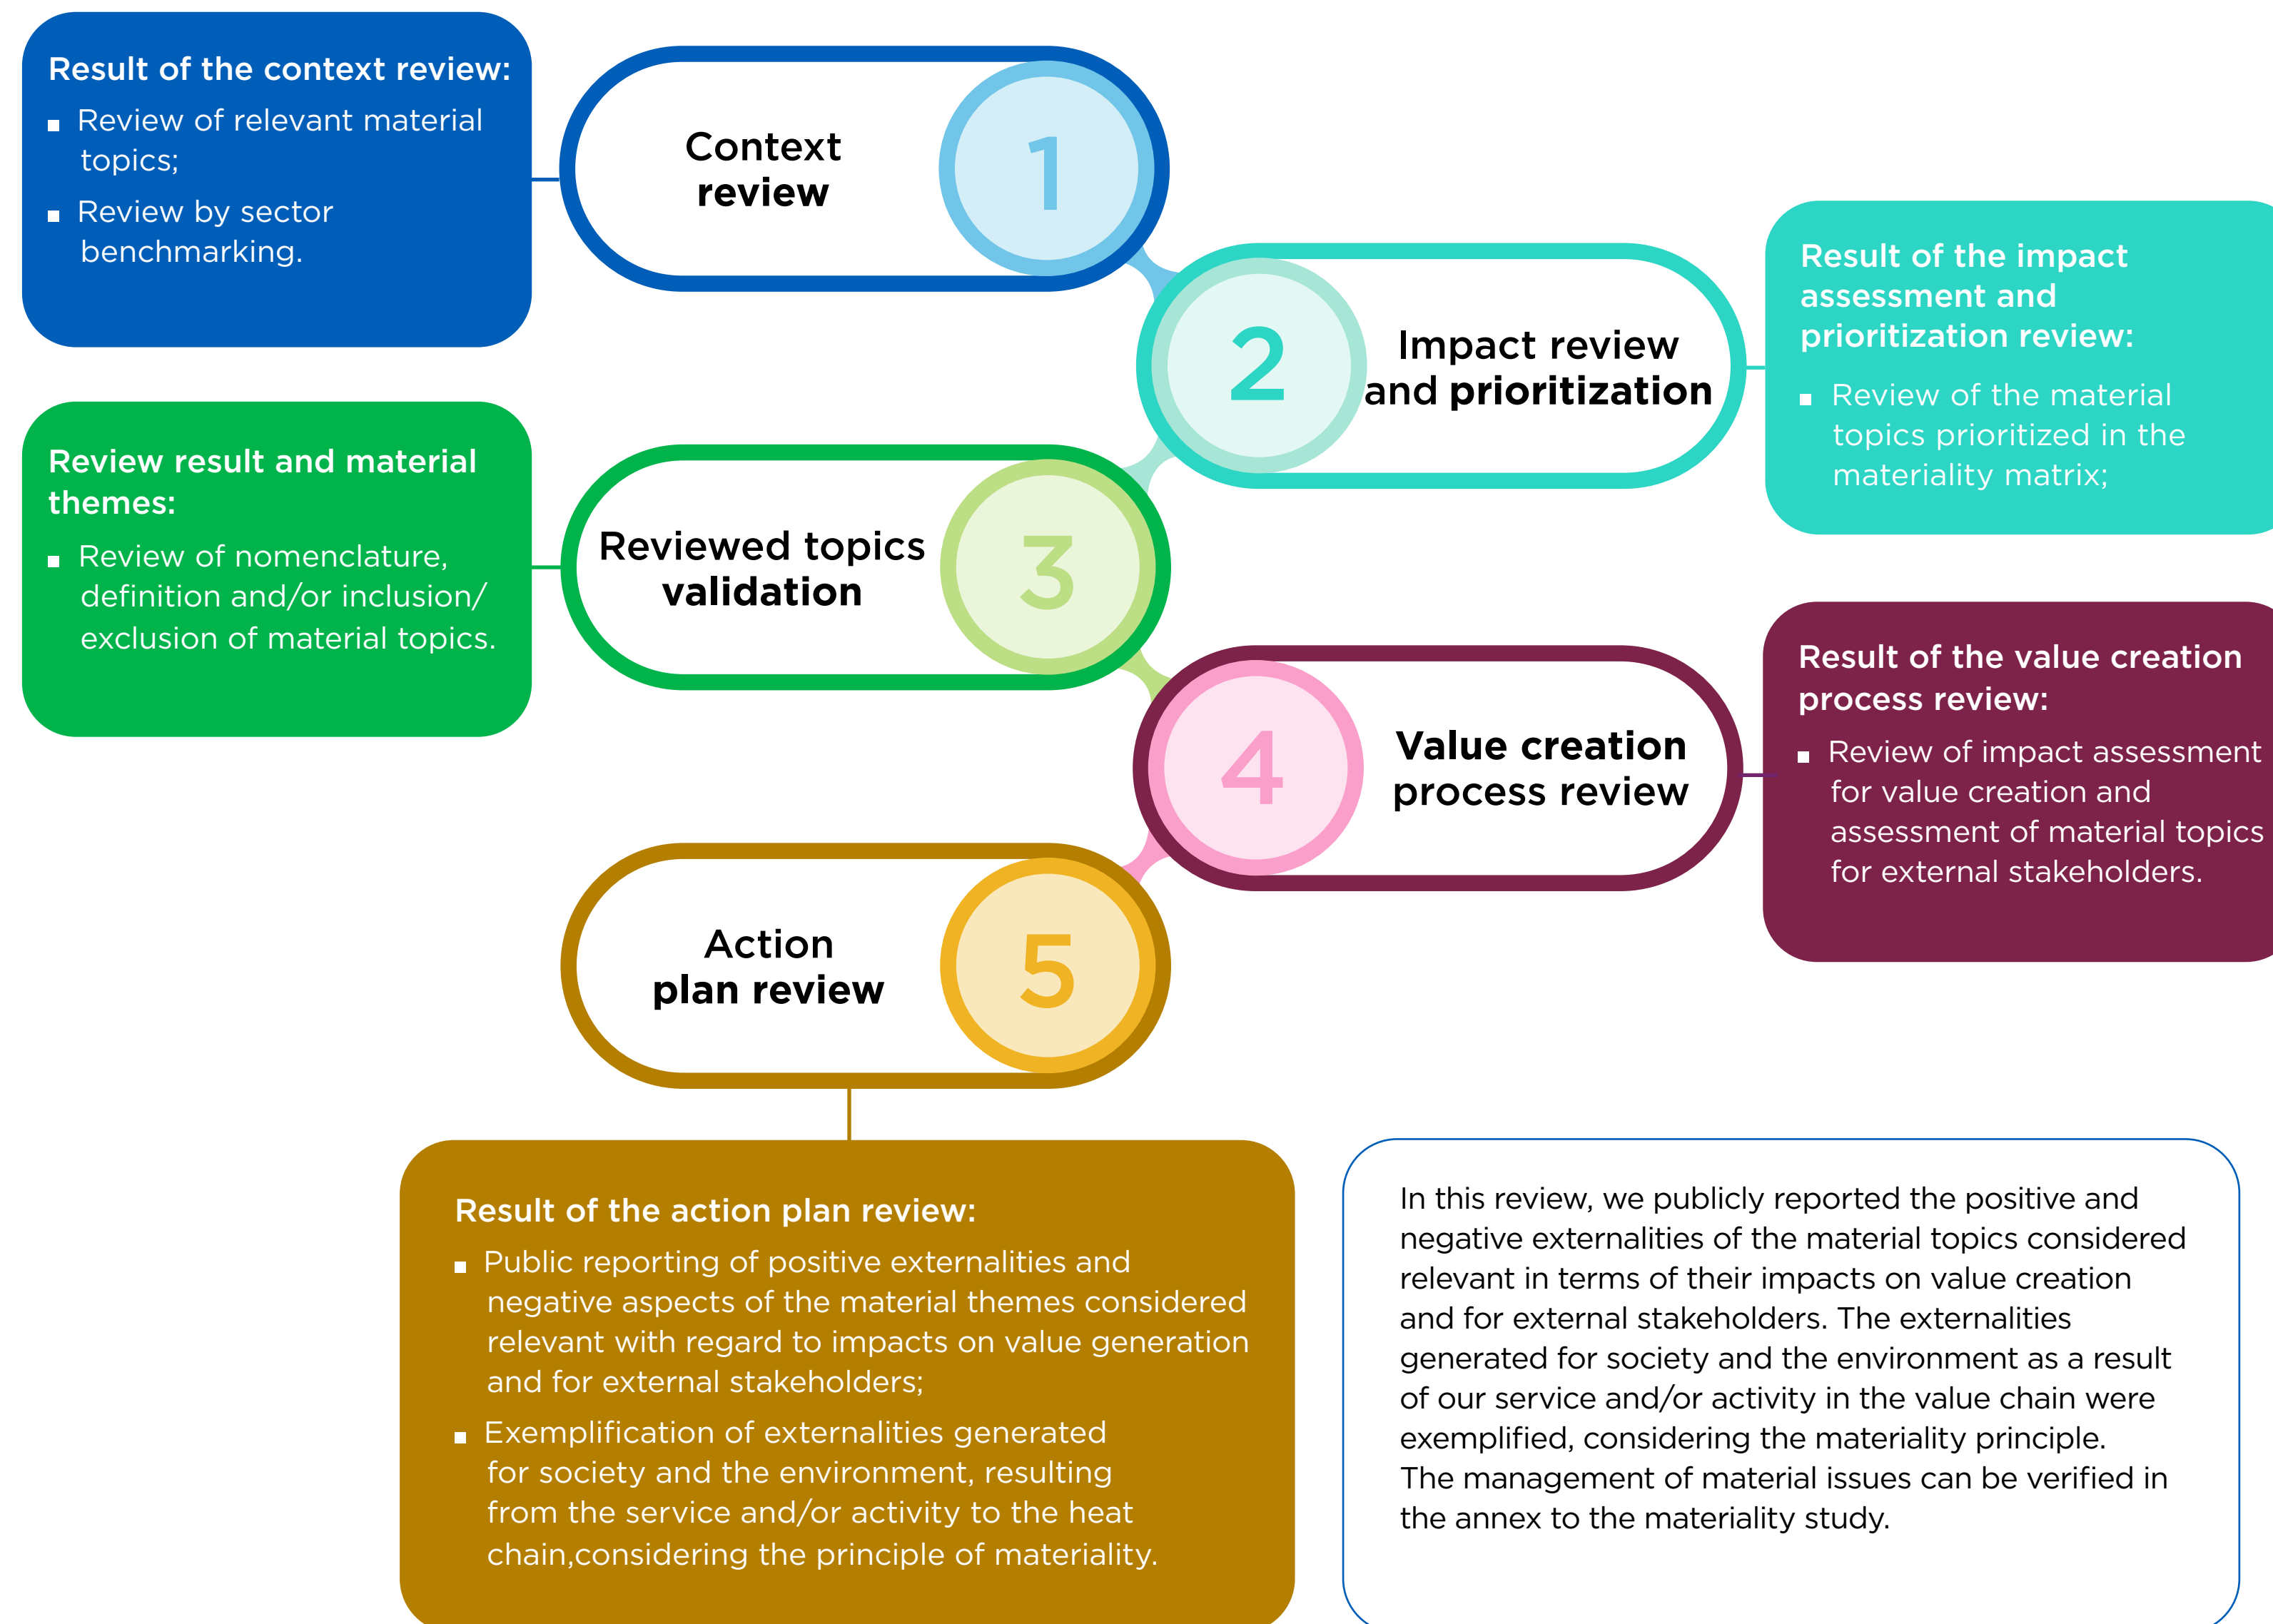 Result of the context review:
▪ Review of relevant material
topics;
▪ Review by sector
benchmarking.
Context
review
1
2
Impact review
and prioritization
Result of the impact
assessment and
prioritization review:
▪ Review of the material
topics prioritized in the
materiality matrix;
Review result and material
themes:
▪ Review of nomenclature,
definition and/or inclusion/
exclusion of material topics.
Reviewed topics
validation
3
4
Value creation
process review
Result of the value creation
process review:
▪ Review of impact assessment
for value creation and
assessment of material topics
for external stakeholders.
Action
plan review
5
Result of the action plan review:
▪ Public reporting of positive externalities and
negative aspects of the material themes considered
relevant with regard to impacts on value generation
and for external stakeholders;
▪ Exemplification of externalities generated
for society and the environment, resulting
from the service and/or activity to the heat
chain,considering the principle of materiality.
In this review, we publicly reported the positive and
negative externalities of the material topics considered
relevant in terms of their impacts on value creation
and for external stakeholders. The externalities
generated for society and the environment as a result
of our service and/or activity in the value chain were
exemplified, considering the materiality principle.
The management of material issues can be verified in
the annex to the materiality study.